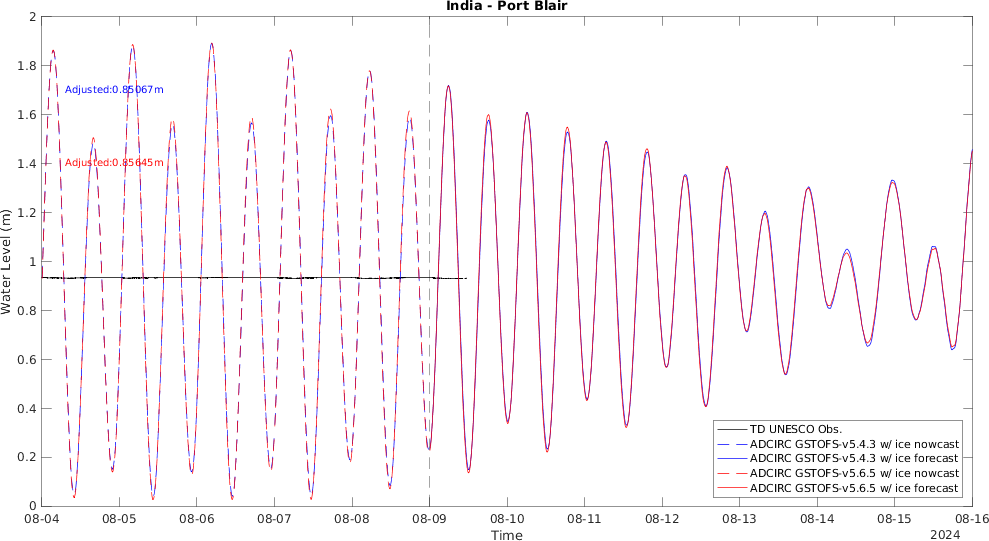 India - Port Blair
2
1.8
1.6
1.4
1.2
1
0.8
0.6
0.4
0.2
0
Water Level (m)
Adjusted:0.85067m
Adjusted:0.85645m
TD UNESCO Obs.
ADCIRC GSTOFS-v5.4.3 w/ ice nowcast
ADCIRC GSTOFS-v5.4.3 w/ ice forecast
ADCIRC GSTOFS-v5.6.5 w/ ice nowcast
ADCIRC GSTOFS-v5.6.5 w/ ice forecast
08-04 08-05 08-06 08-07 08-08 08-09 08-10 08-11 08-12 08-13 08-14 08-15 08-16
Time
2024